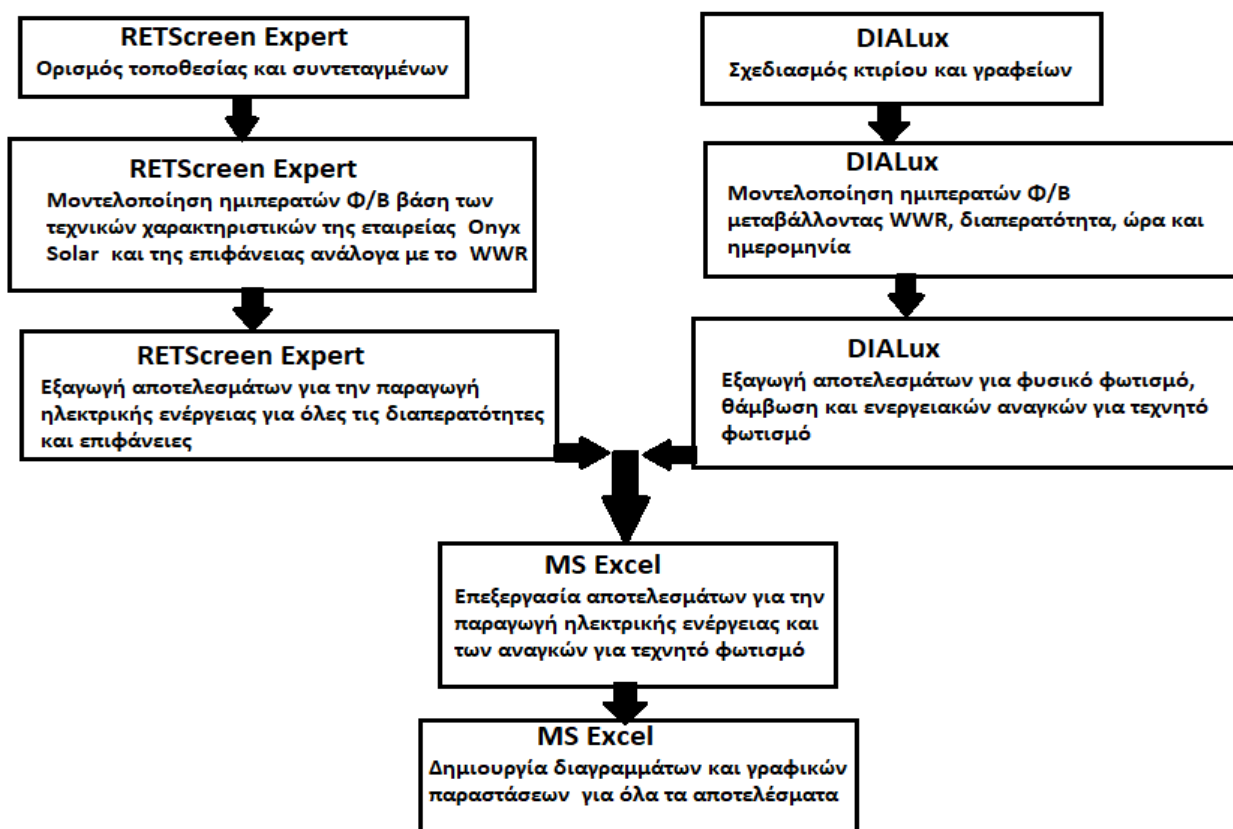 RETScreen Expert
Ορισμός τοποθεσίας και συντεταγμένων
DIALux
Σχεδιασμός κτιρίου και γραφείων
RETScreen Expert
Μοντελοποίηση ημιπερατών Φ/Β βάση των
τεχνικών χαρακτηριστικών της εταιρείας Onyx
Solar και της επιφάνειας ανάλογα με το WWR
DIALux
Μοντελοποίηση ημιπερατών Φ/Β
μεταβάλλοντας WWR, διαπερατότητα, ώρα και
ημερομηνία
RETScreen Expert
Εξαγωγή αποτελεσμάτων για την παραγωγή
ηλεκτρικής ενέργειας για όλες τις διαπερατότητες
και επιφάνειες
DIALux
Εξαγωγή αποτελεσμάτων για φυσικό φωτισμό,
θάμβωση και ενεργειακών αναγκών για τεχνητό
φωτισμό
MS Excel
Επεξεργασία αποτελεσμάτων για την
παραγωγή ηλεκτρικής ενέργειας και
των αναγκών για τεχνητό φωτισμό
MS Excel
Δημιουργία διαγραμμάτων και γραφικών
παραστάσεων για όλα τα αποτελέσματα